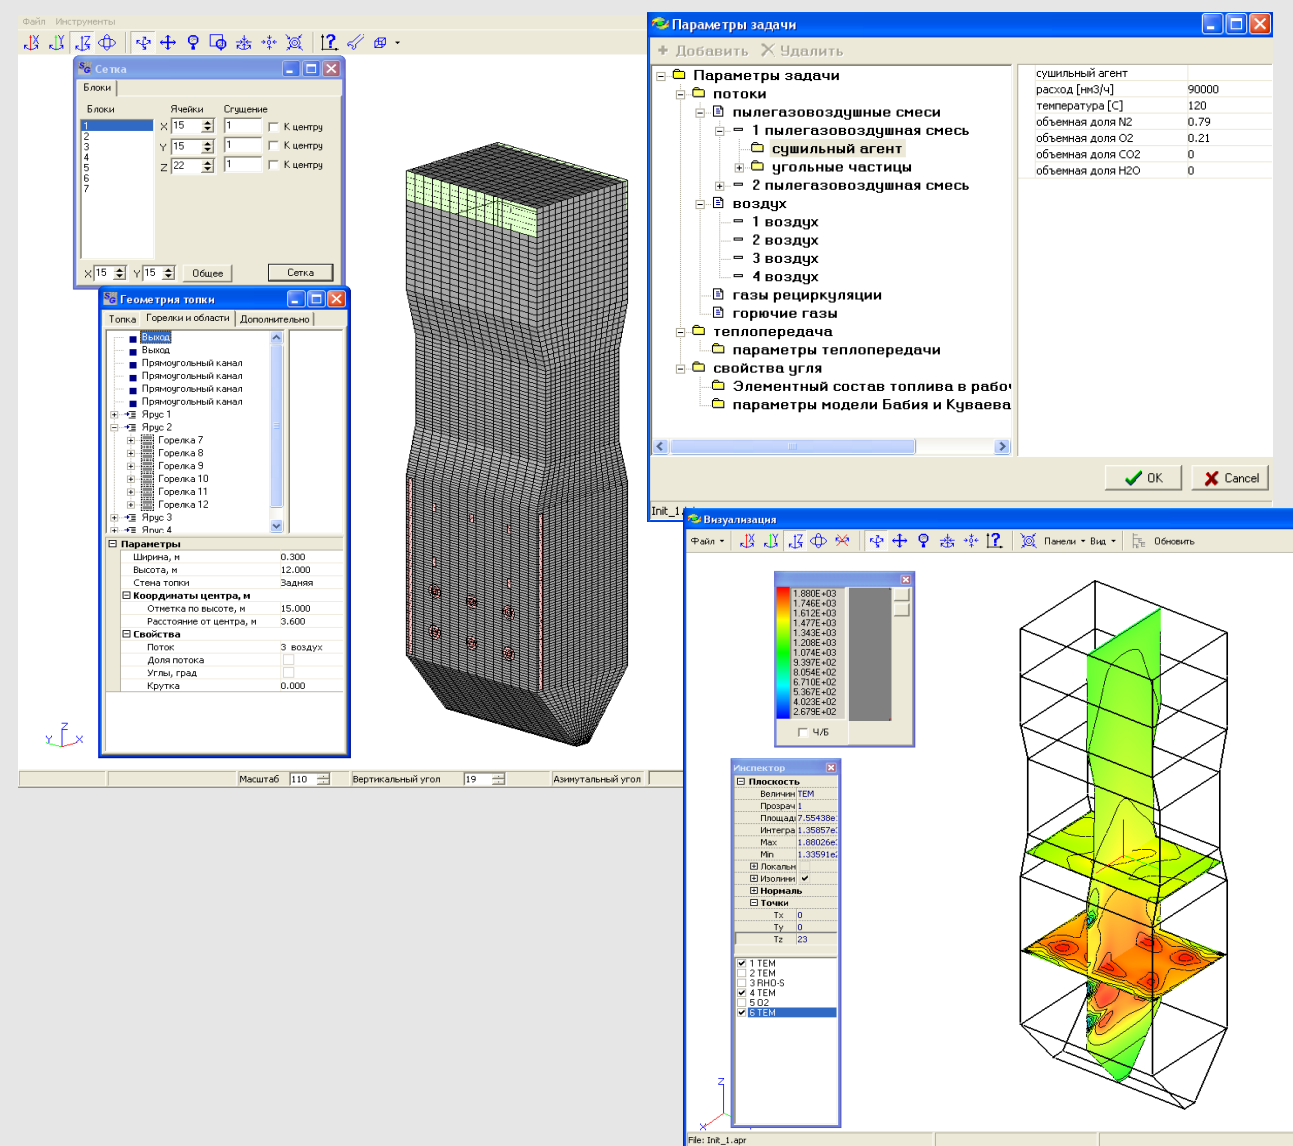 Файл Инструменты
Сетка
Блоки
Блоки Ячейки Сгущение
1
2
3
4
5
6
7
X 15 1 К центру
Y 15 1 К центру
Z 22 1 К центру
X 15 Y 15 Общее Сетка
Геометрия топки
Топка Горелки и области Дополнительно
Выход
Выход
Прямоугольный канал
Прямоугольный канал
Прямоугольный канал
Прямоугольный канал
Ярус 1
Ярус 2
Горелка 7
Горелка 8
Горелка 9
Горелка 10
Горелка 11
Горелка 12
Ярус 3
Ярус 4
Параметры
Ширина, м 0.300
Высота, м 12.000
Стена топки Задняя
Координаты центра, м
Отметка по высоте, м 15.000
Расстояние от центра, м 3.600
Свойства
Поток 3 воздух
Доля потока
Углы, град
Крутка 0.000
Z
Y X
Масштаб 110 Вертикальный угол 19 Азимутальный угол
Параметры задачи
Добавить Удалить
Параметры задачи
потоки
пылегазовоздушные смеси
1 пылегазовоздушная смесь
сушильный агент
угольные частицы
2 пылегазовоздушная смесь
воздух
1 воздух
2 воздух
3 воздух
4 воздух
газы рециркуляции
горючие газы
теплопередача
параметры теплопередачи
свойства угля
Элементный состав топлива в рабоч
параметры модели Бабия и Куваева
сушильный агент
расход [нм3/ч] 90000
температура [C] 120
объемная доля N2 0.79
объемная доля O2 0.21
объемная доля CO2 0
объемная доля H2O 0
OK Cancel
Init_1.
Визуализация
Файл Панели Вид Обновить
1.880E+03
1.746E+03
1.612E+03
1.477E+03
1.343E+03
1.208E+03
1.074E+03
9.397E+02
8.054E+02
6.710E+02
5.367E+02
4.023E+02
2.679E+02
Ч/Б
Инспектор
Плоскость
Величин TEM
Прозрач 1
Площад 7.55438e
Интегра 1.35857e
Max 1.88026e
Min 1.33591e
Локальн
Изолини
Нормаль
Точки
Tx 0
Ty 0
Tz 23
1 TEM
2 TEM
3 RHO-S
4 TEM
5 O2
6 TEM
Z
X
File: Init_1.apr